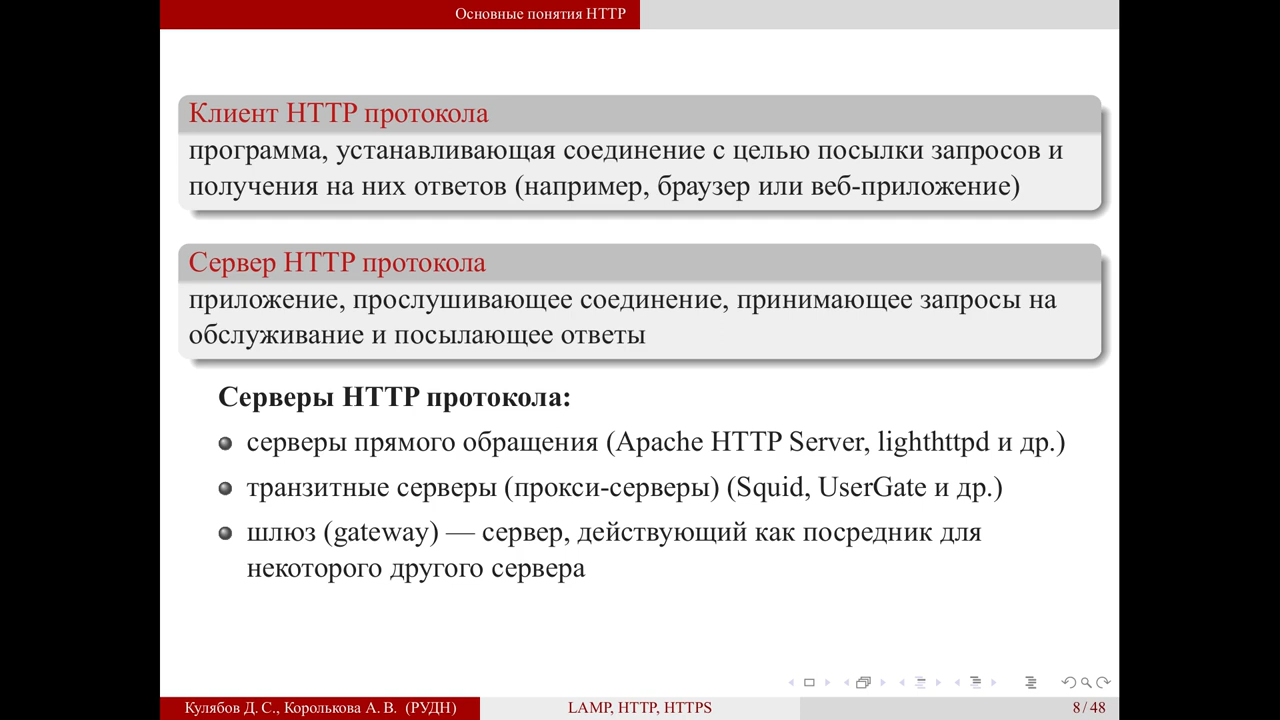 Основные понятия HTTP
Клиент HTTP протокола
программа, устанавливающая соединение с целью посылки запросов и
получения на них ответов (например, браузер или веб-приложение)
Сервер HTTP протокола
приложение, прослушивающее соединение, принимающее запросы на
обслуживание и посылающее ответы
Серверы HTTP протокола:
серверы прямого обращения (Apache HTTP Server, lighthttpd и др.)
транзитные серверы (прокси-серверы) (Squid, UserGate и др.)
шлюз (gateway) — сервер, действующий как посредник для
некоторого другого сервера
Кулябов Д. С., Королькова А. В. (РУДН) LAMP, HTTP, HTTPS 8 / 48